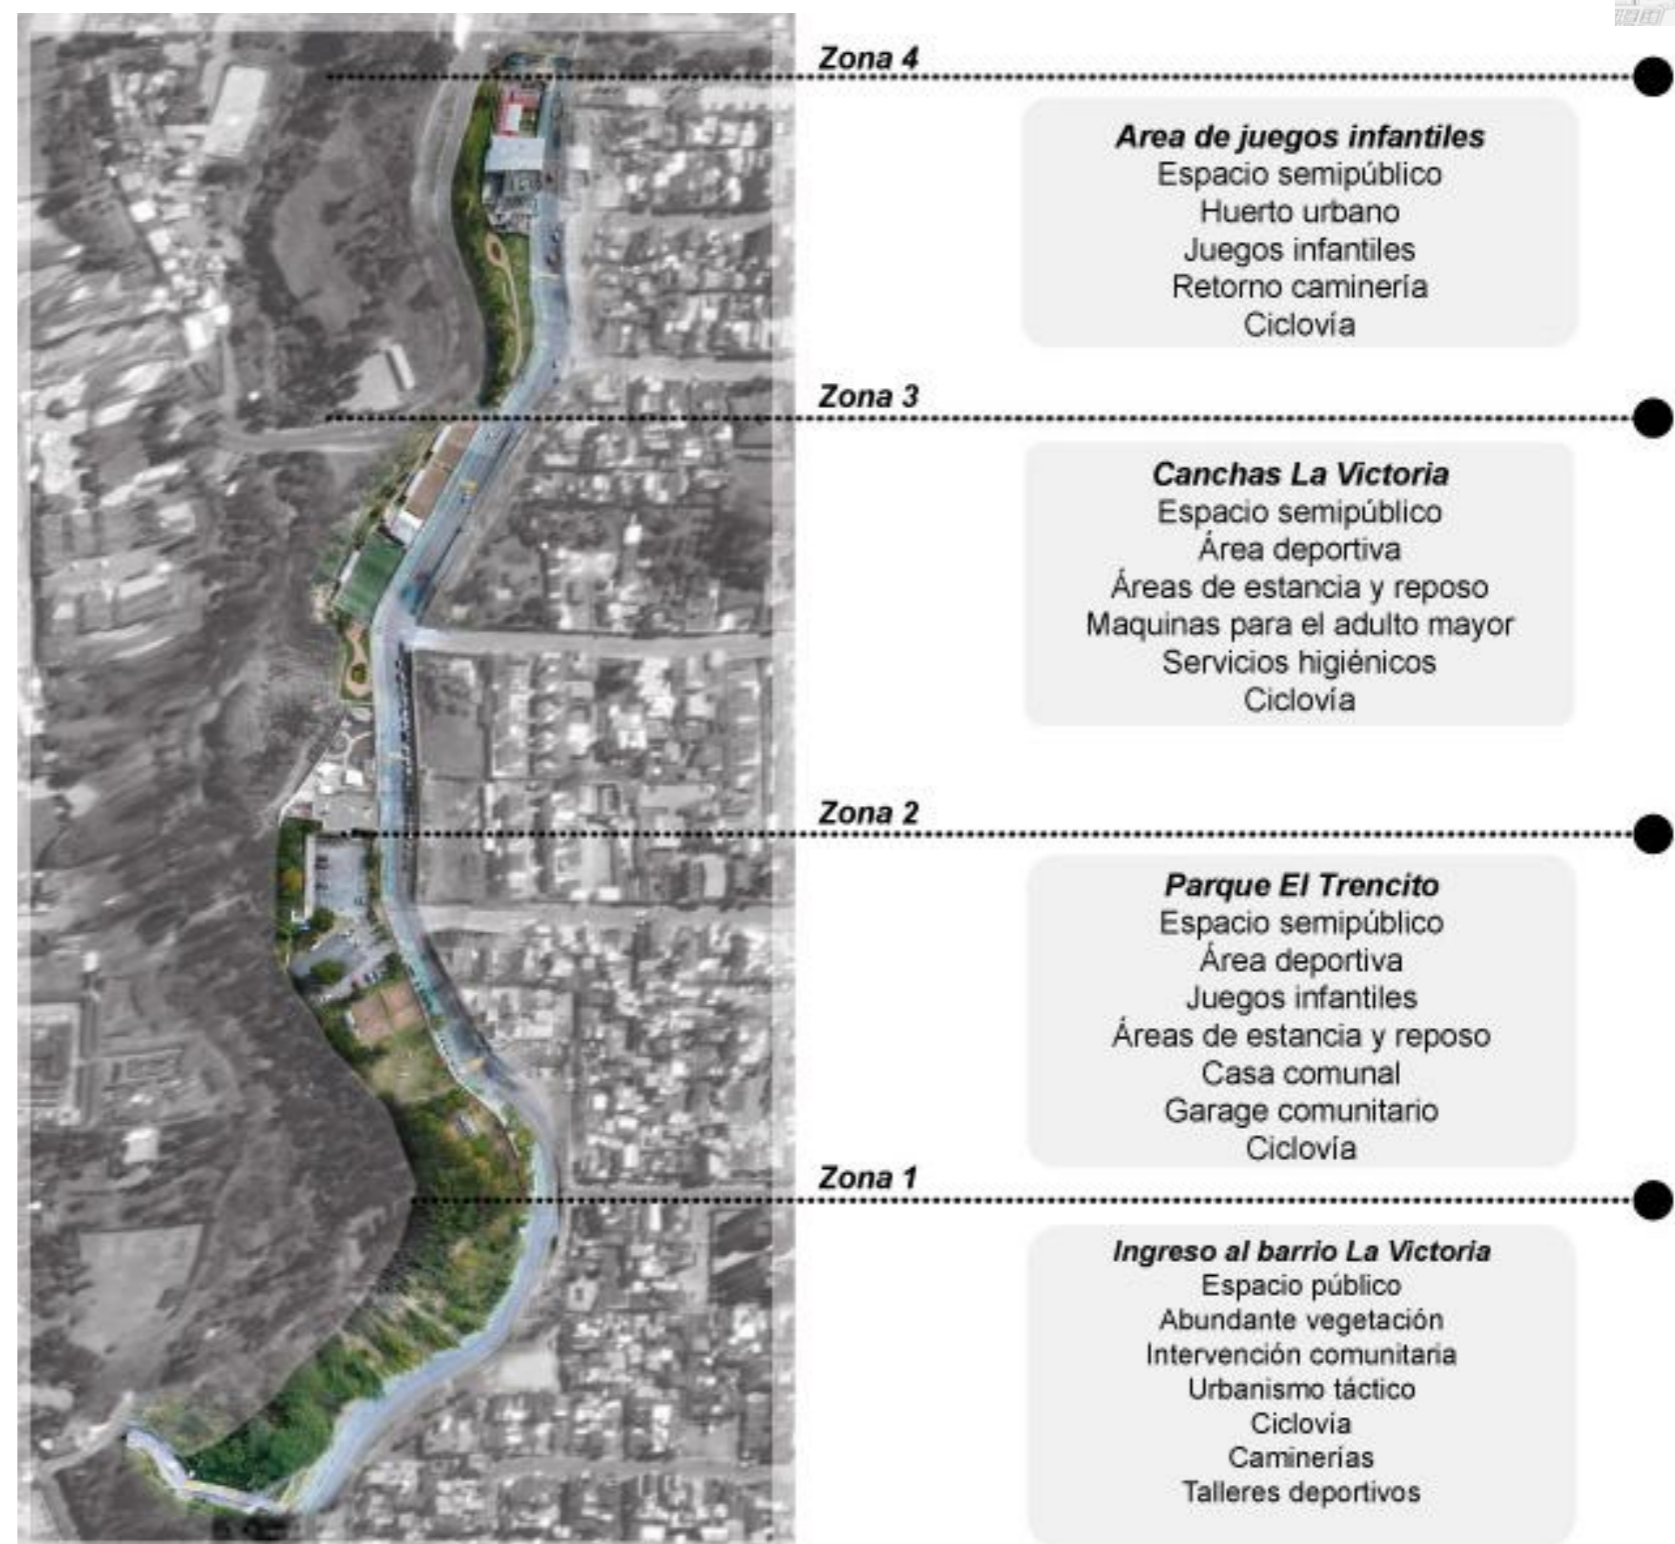 Zona 4
Area de juegos infantiles
Espacio semipúblico
Huerto urbano
Juegos infantiles
Retorno caminería
Ciclovía
Zona 3
Canchas La Victoria
Espacio semipúblico
Área deportiva
Áreas de estancia y reposo
Maquinas para el adulto mayor
Servicios higiénicos
Ciclovía
Zona 2
Parque El Trencito
Espacio semipúblico
Área deportiva
Juegos infantiles
Áreas de estancia y reposo
Casa comunal
Garage comunitario
Ciclovía
Zona 1
Ingreso al barrio La Victoria
Espacio público
Abundante vegetación
Intervención comunitaria
Urbanismo táctico
Ciclovía
Caminerías
Talleres deportivos